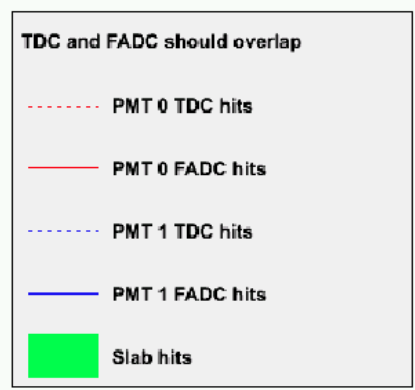 TDC and FADC should overlap
PMT 0 TDC hits
PMT 0 FADC hits
PMT 1 TDC hits
PMT 1 FADC hits
Slab hits